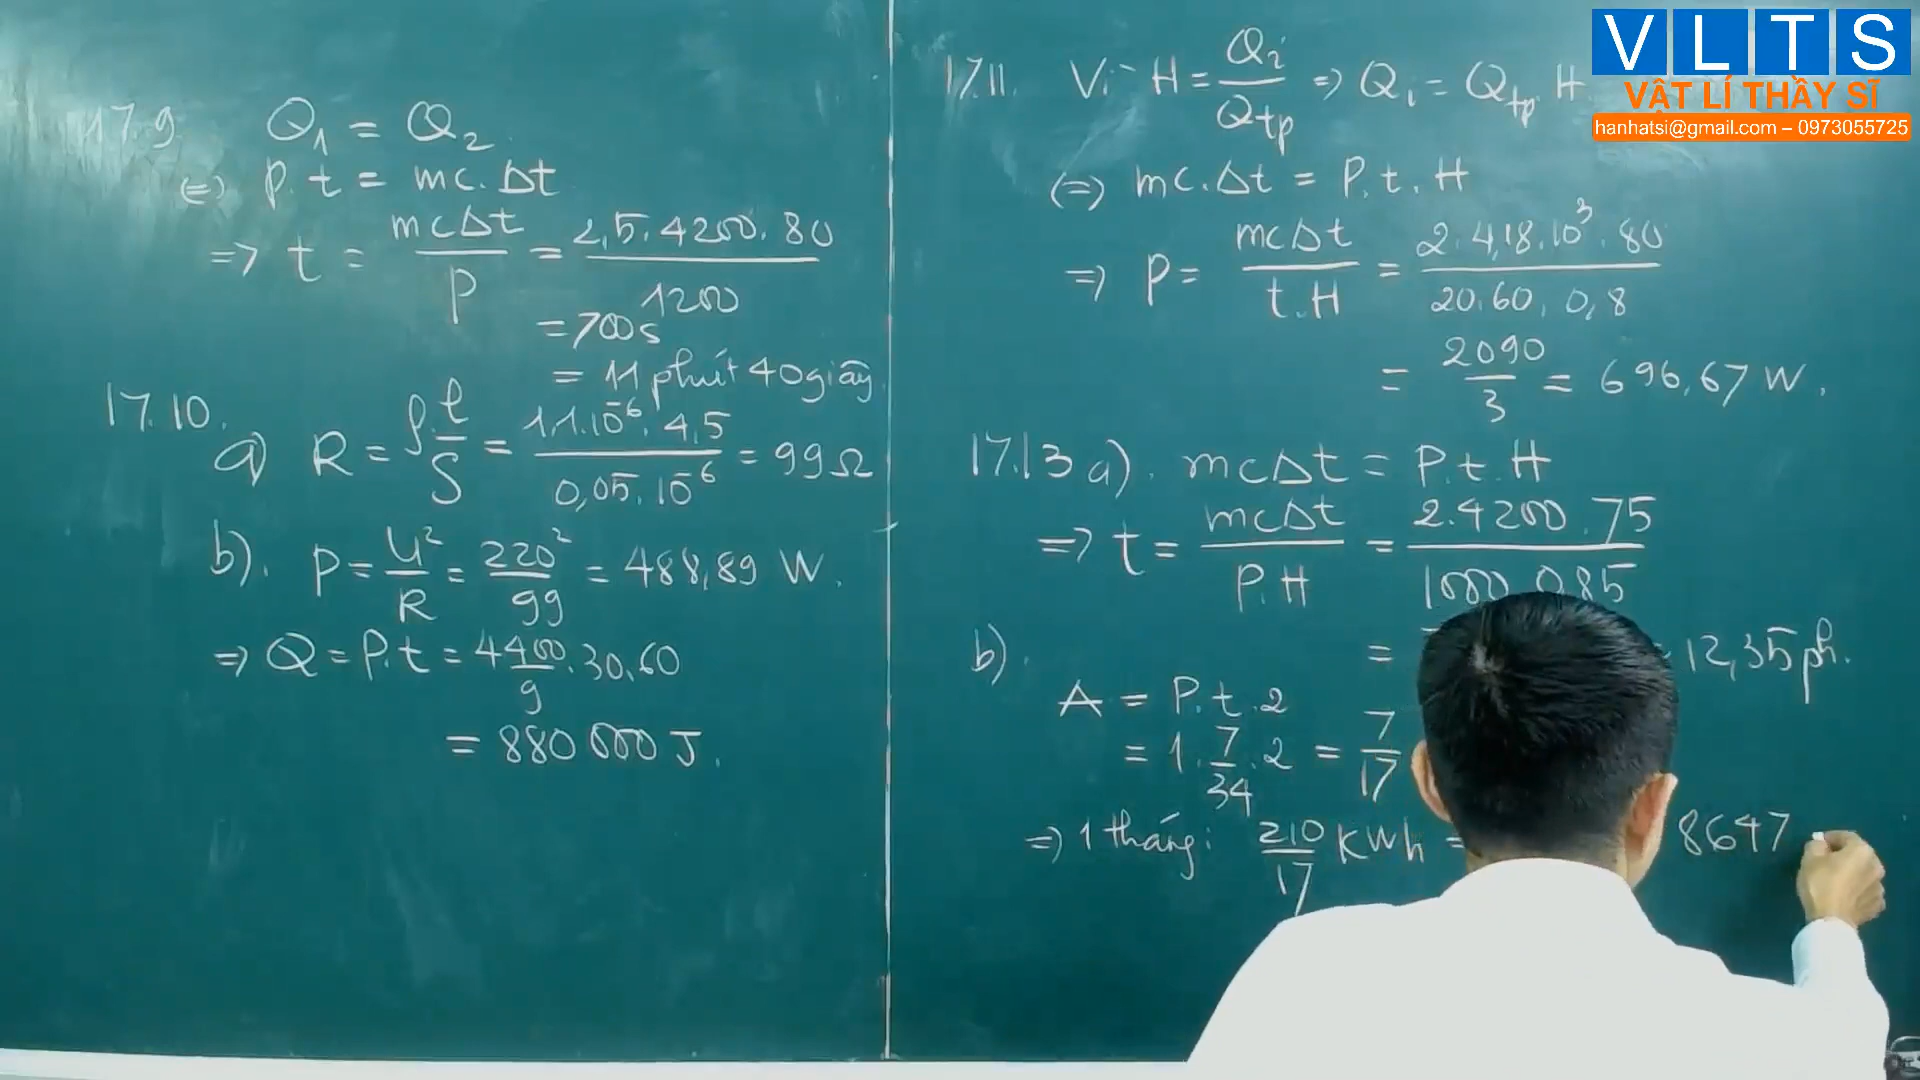 VLTS
VẬT LÍ THẦY SĨ
hanhatsi@gmail.com – 0973055725
17.9 Q₁ = Q₂
(=) P.t = mc.Δt
=> t = mcΔt / P = 2,5.4200.80 / 1200
= 700s
= 11 phút 40 giây
17.10.
a) R = ρ.l / S = 1,1.10⁻⁶.4,5 / 0,05.10⁻⁶ = 99Ω
b). P = U² / R = 220² / 99 = 488,89 W.
=> Q = P.t = 4400 / 9 .30.60
= 880 000 J.
17.11. Vì H = Qi / Qtp => Qi = Qtp.H
(=) mc.Δt = P.t.H
=> P = mcΔt / t.H = 2.4,18.10³.80 / 20.60.0,8
= 2090 / 3 = 696,67 W.
17.13 a). mcΔt = P.t.H
=> t = mcΔt / P.H = 2.4200.75 / 1000.0,85
= 12,35 ph.
b).
A = P.t.2
= 1. 7 / 34 .2 = 7 / 17
=> 1 tháng: 210 / 17 KWh = 8647